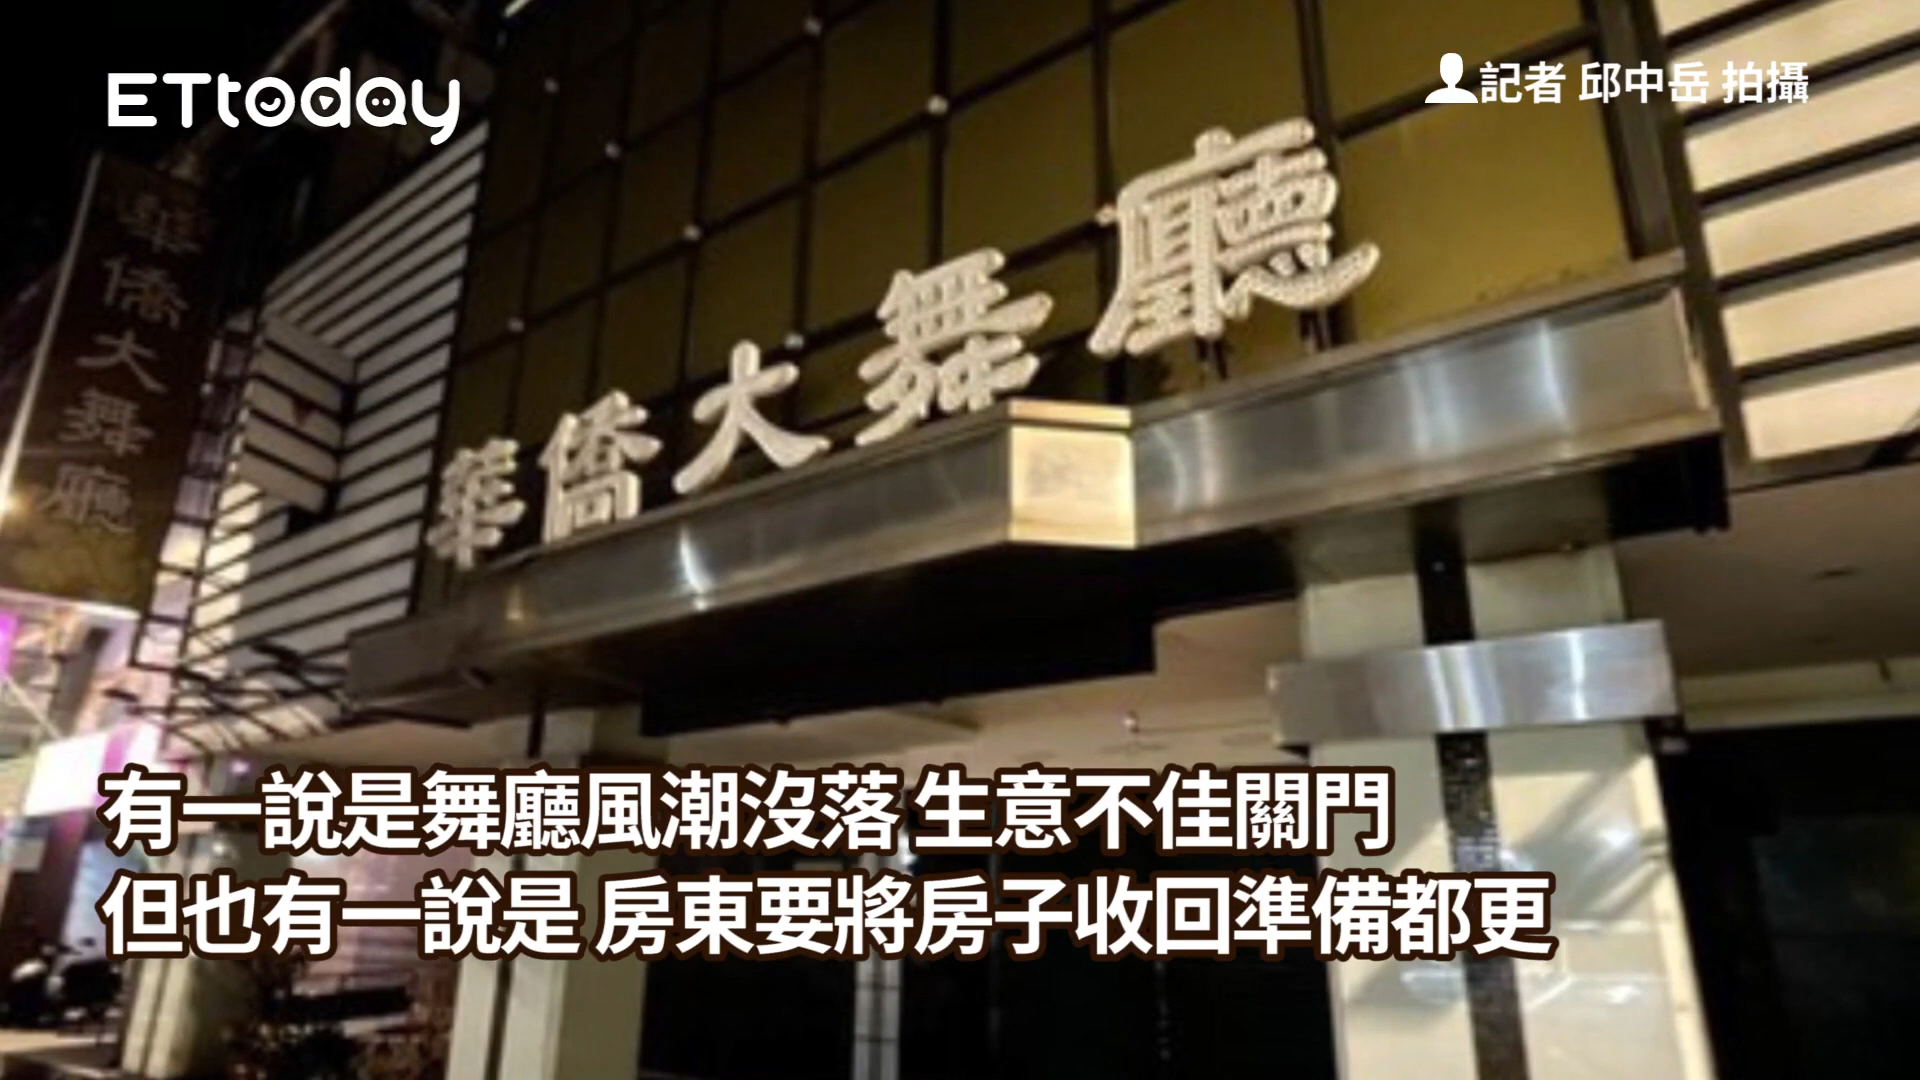 ETtoday
記者 邱中岳 拍攝
華僑大舞廳
華僑大舞廳
有一說是舞廳風潮沒落 生意不佳關門
但也有一說是 房東要將房子收回準備都更